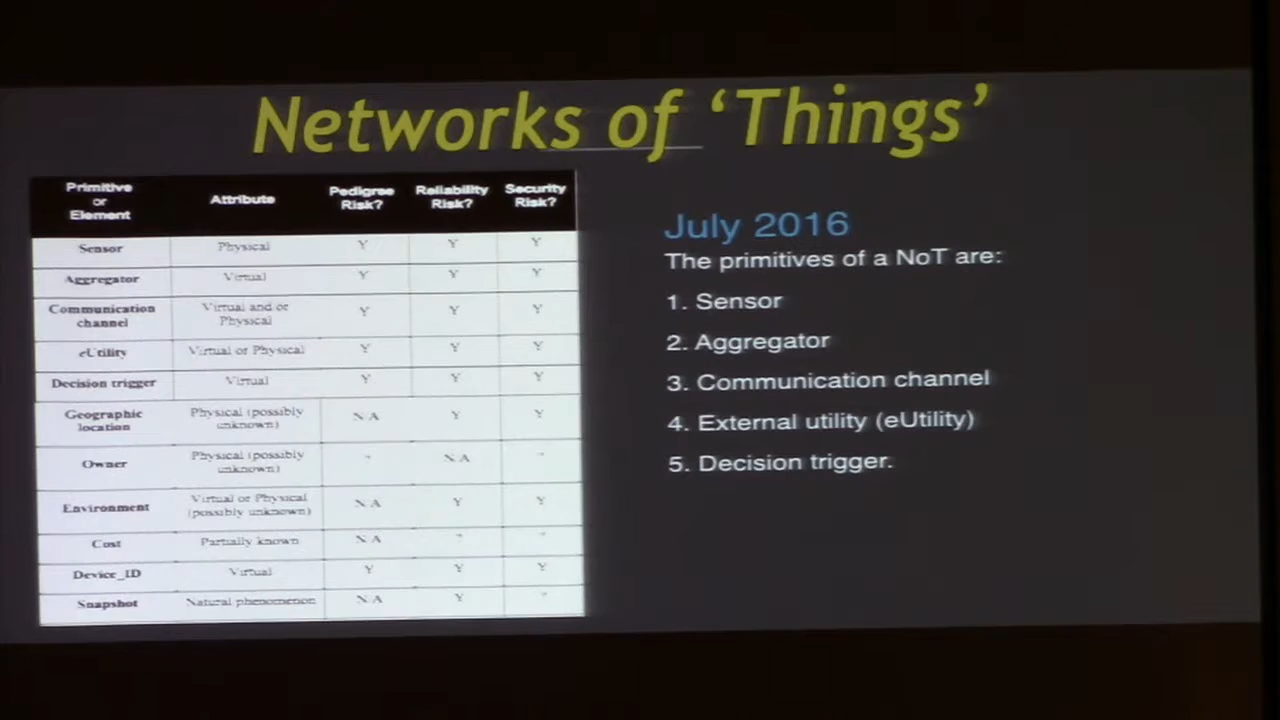 Networks of ‘Things’
Primitive or Element Attribute Pedigree Risk? Reliability Risk? Security Risk?
Sensor Physical Y Y Y
Aggregator Virtual Y Y Y
Communication channel Virtual and/or Physical Y Y Y
eUtility Virtual or Physical Y Y Y
Decision trigger Virtual Y Y Y
Geographic location Physical (possibly unknown) N/A Y Y
Owner Physical (possibly unknown) N/A
Environment Virtual or Physical (possibly unknown) N/A Y Y
Cost Partially known N/A
Device_ID Virtual Y Y Y
Snapshot Natural phenomenon N/A Y
July 2016
The primitives of a NoT are:
1. Sensor
2. Aggregator
3. Communication channel
4. External utility (eUtility)
5. Decision trigger.